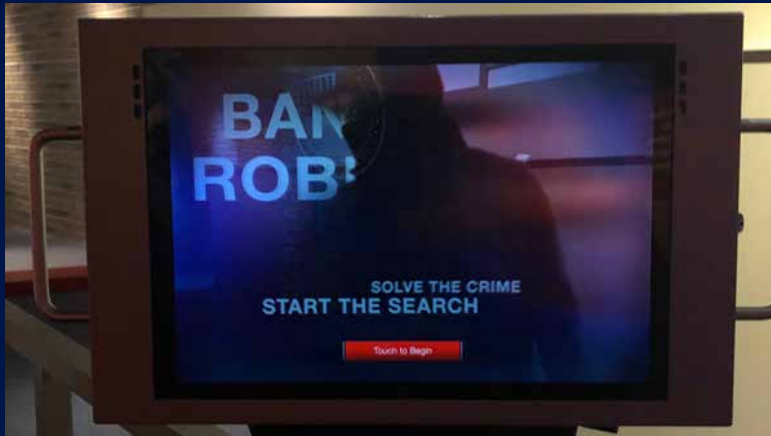 BAN
ROB
SOLVE THE CRIME
START THE SEARCH
Touch to Begin